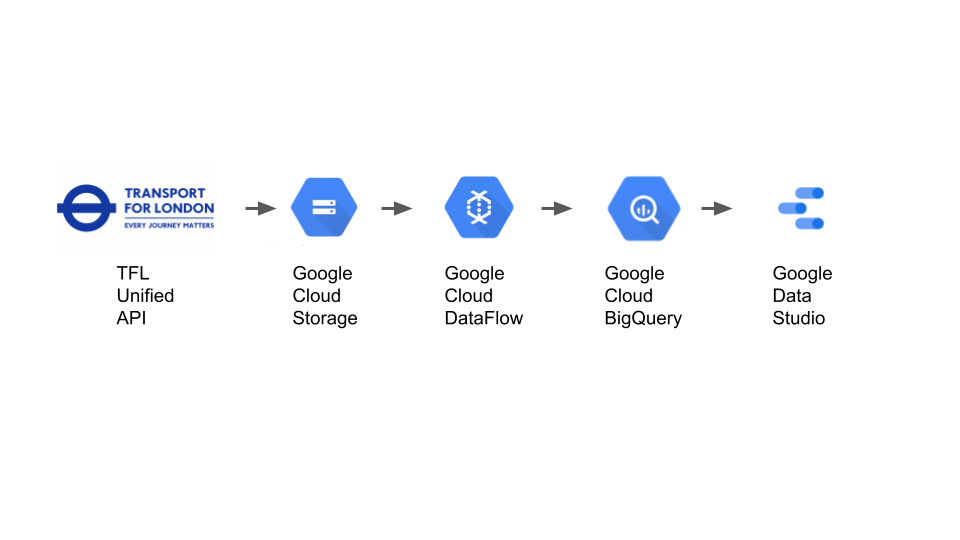 TRANSPORT
FOR LONDON
EVERY JOURNEY MATTERS
TFL
Unified
API
Google
Cloud
Storage
Google
Cloud
DataFlow
Google
Cloud
BigQuery
Google
Data
Studio